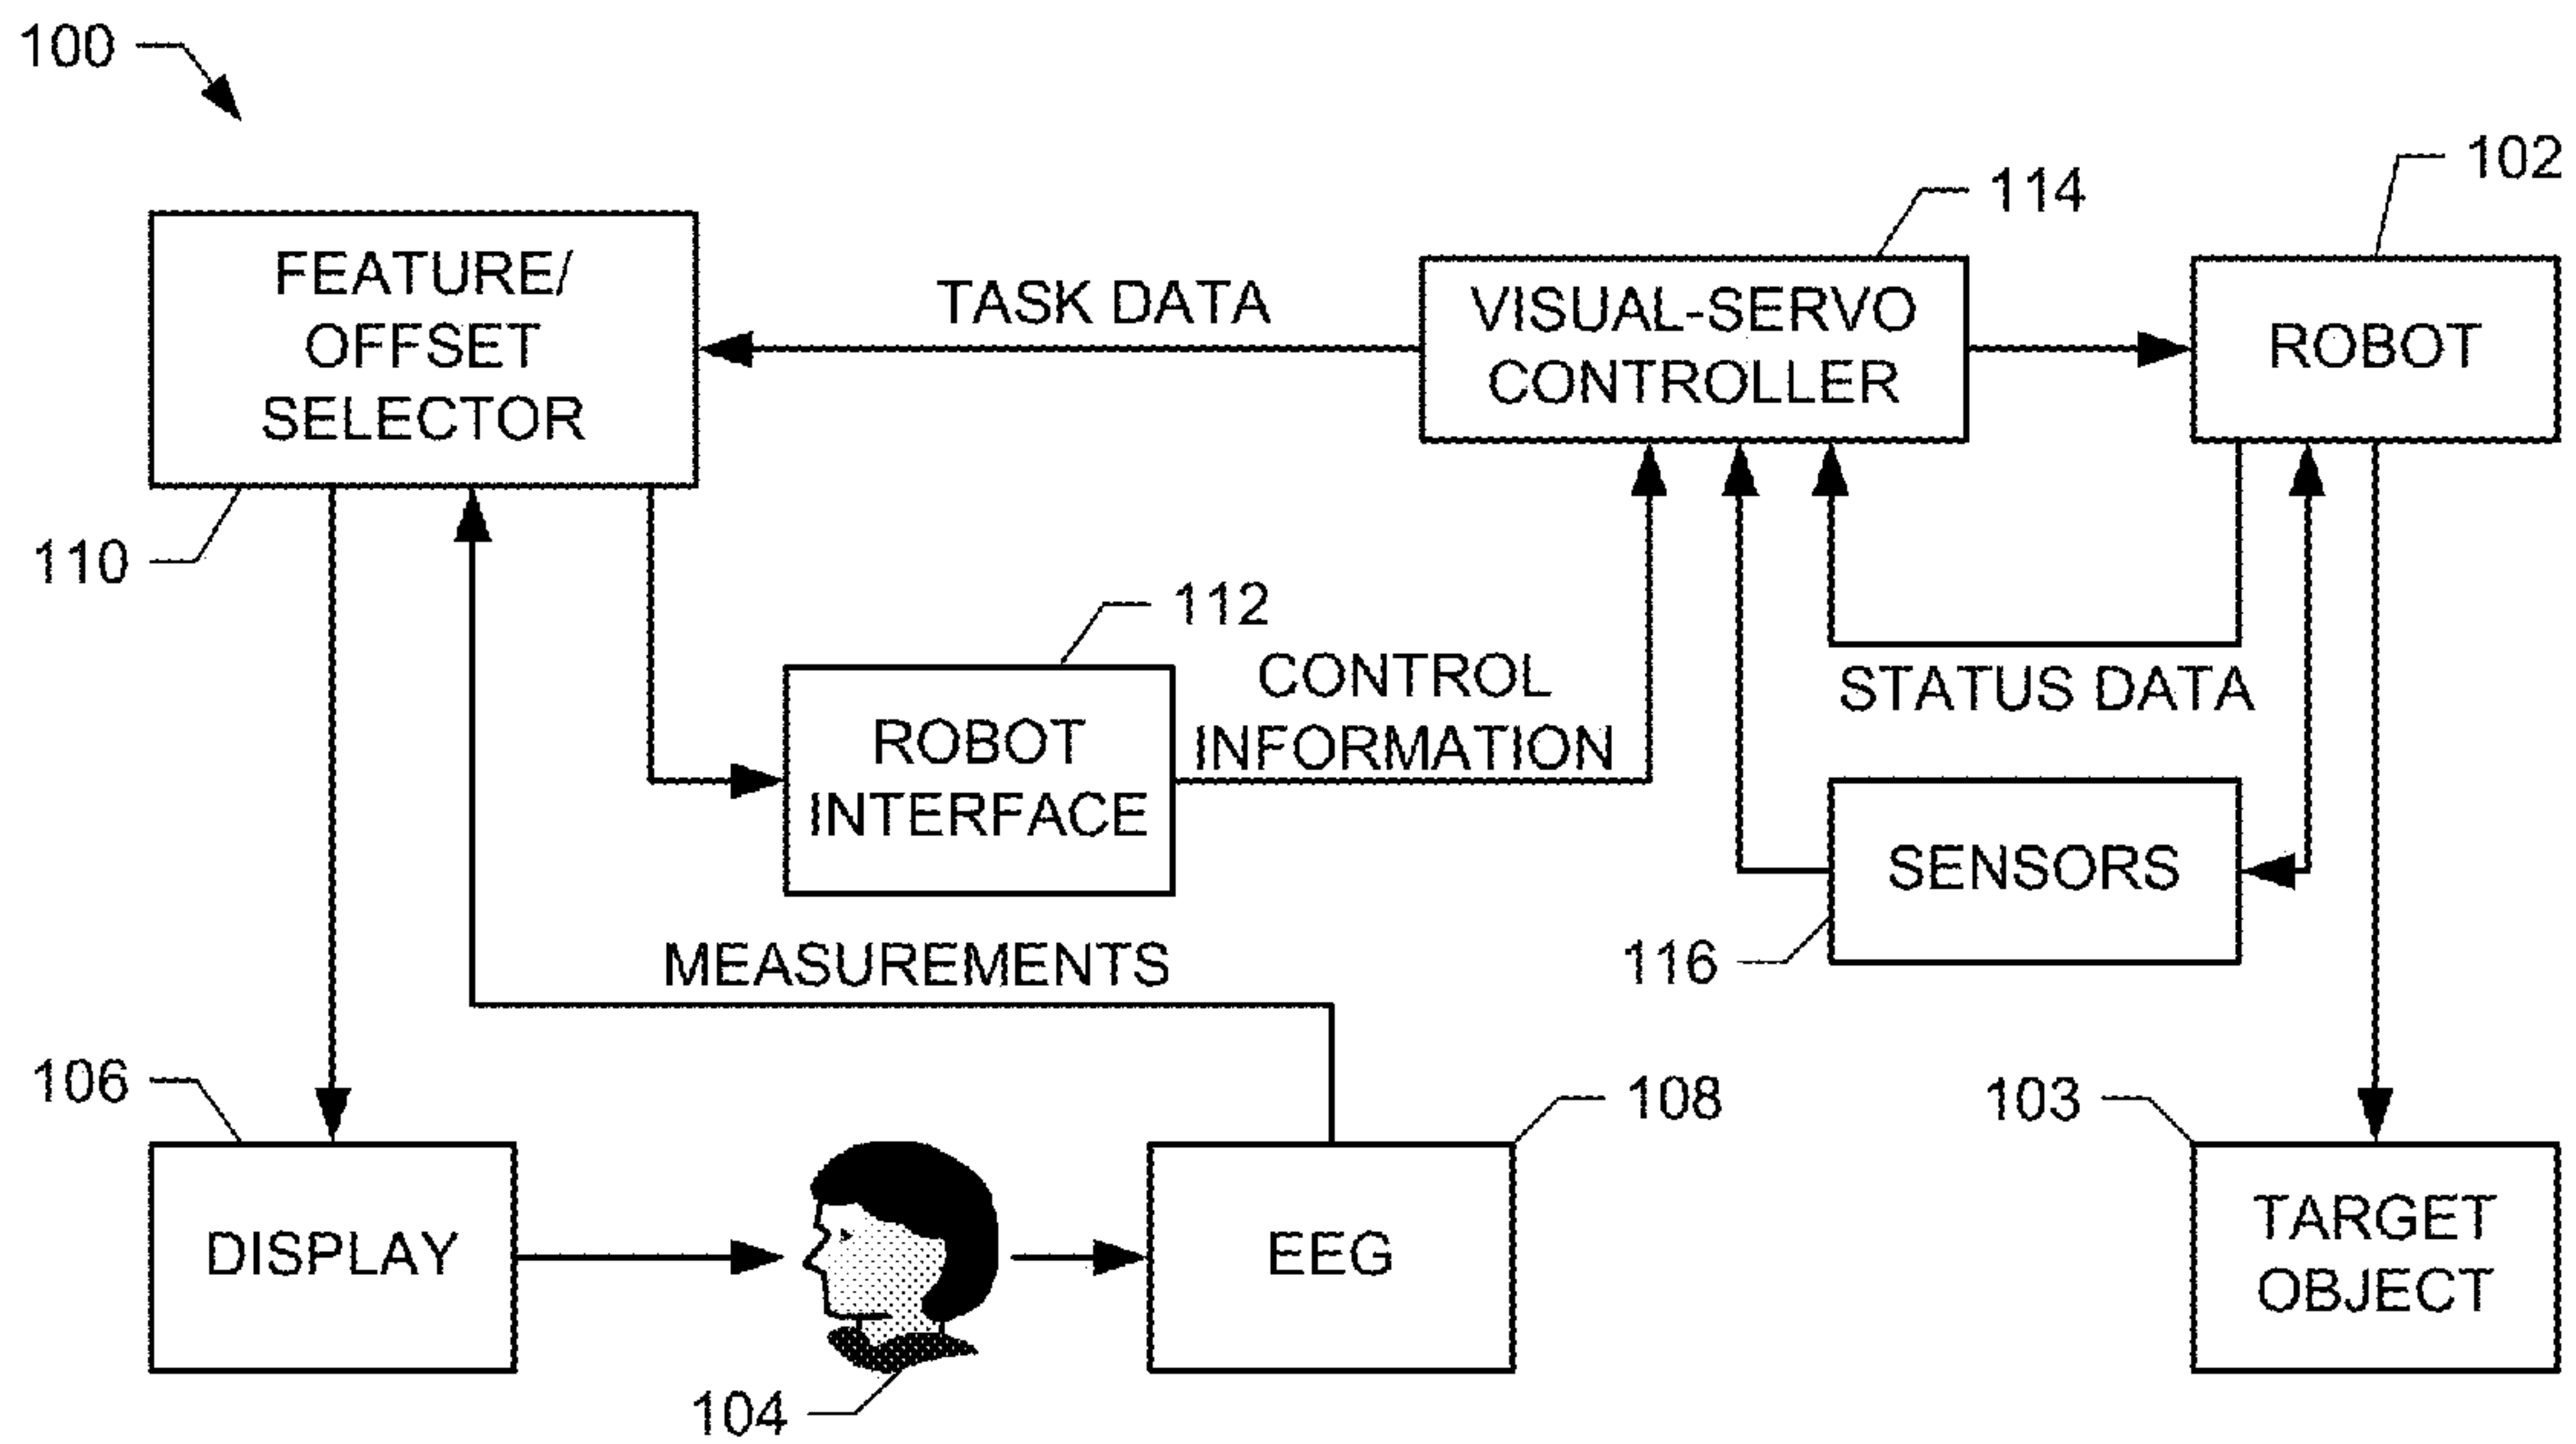 100
102
114
FEATURE/
OFFSET
SELECTOR
TASK DATA
VISUAL-SERVO
CONTROLLER
ROBOT
110
112
ROBOT
INTERFACE
CONTROL
INFORMATION
STATUS DATA
SENSORS
116
MEASUREMENTS
106
108
103
DISPLAY
EEG
TARGET
OBJECT
104